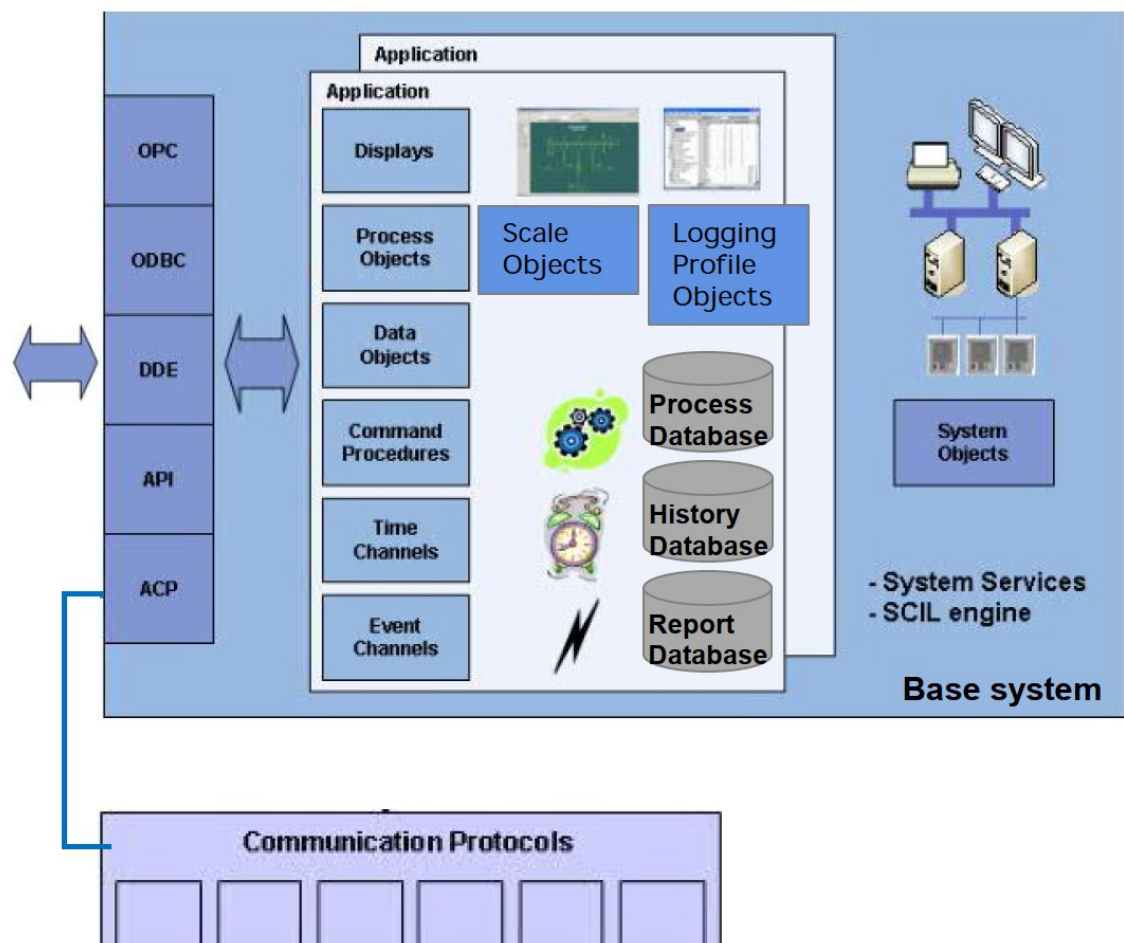 Application
Application
OPC
ODBC
DDE
API
ACP
Displays
Process
Objects
Data
Objects
Command
Procedures
Time
Channels
Event
Channels
Scale
Objects
Logging
Profile
Objects
Process
Database
History
Database
Report
Database
System
Objects
- System Services
- SCIL engine
Base system
Communication Protocols